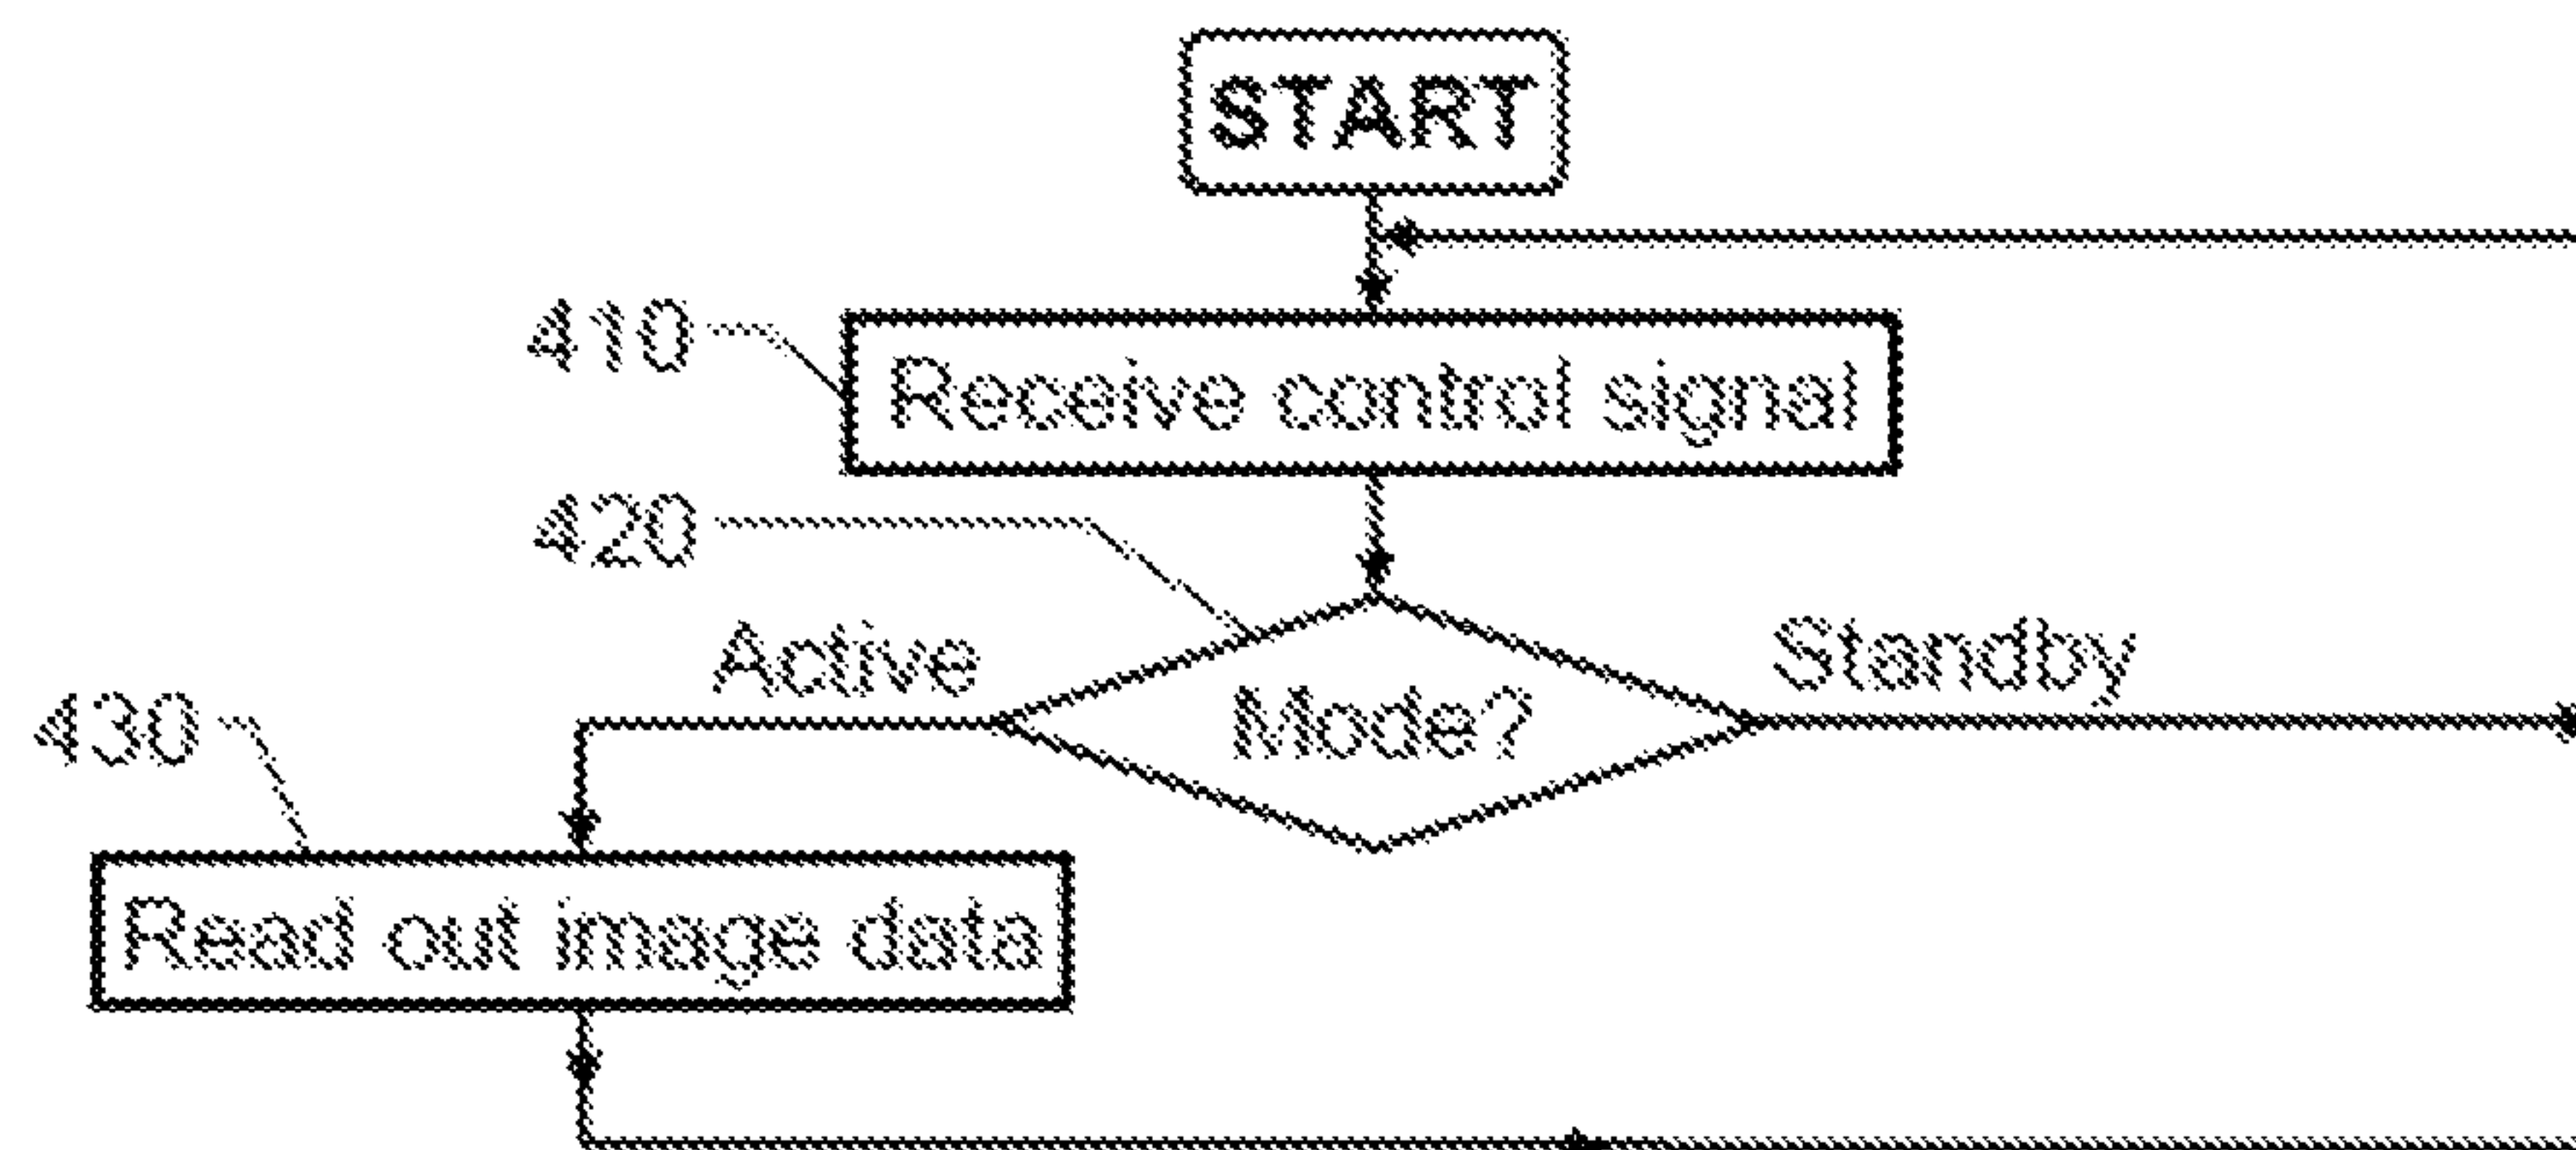 START
410
Receive control signal
420
Active
Standby
Mode?
430
Read out image data